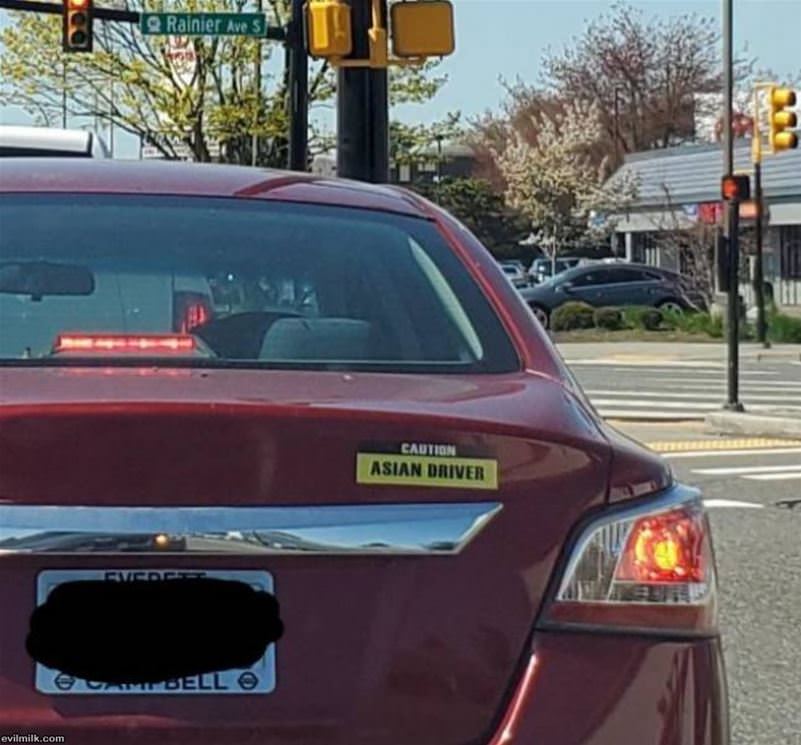 Rainier Ave S
CAUTION
ASIAN DRIVER
EVERETT
CAMPBELL
evilmilk.com